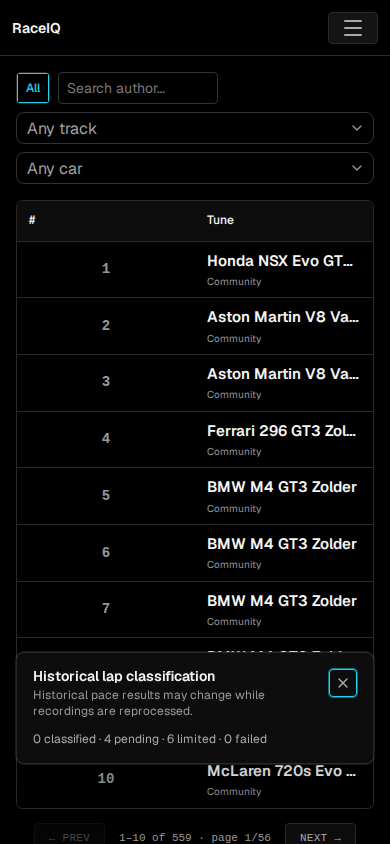 RaceIQ
All
Search author...
Any track
Any car
# Tune
1 Honda NSX Evo GT...
Community
2 Aston Martin V8 Va...
Community
3 Aston Martin V8 Va...
Community
4 Ferrari 296 GT3 Zol...
Community
5 BMW M4 GT3 Zolder
Community
6 BMW M4 GT3 Zolder
Community
7 BMW M4 GT3 Zolder
Community
Historical lap classification
Historical pace results may change while
recordings are reprocessed.
0 classified · 4 pending · 6 limited · 0 failed
10 McLaren 720s Evo ...
Community
← PREV 1–10 of 559 · page 1/56 NEXT →